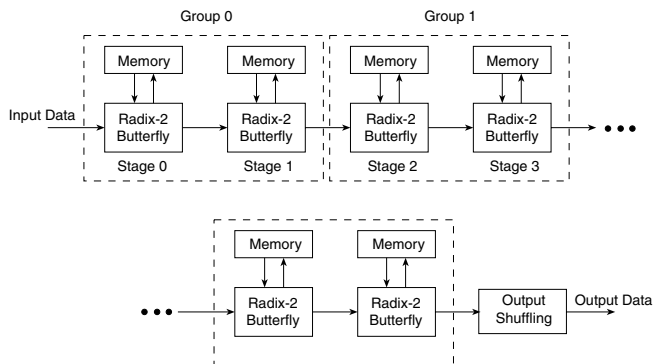 Group 0
Group 1
Memory
Memory
Memory
Memory
Input Data
Radix-2
Butterfly
Radix-2
Butterfly
Radix-2
Butterfly
Radix-2
Butterfly
Stage 0
Stage 1
Stage 2
Stage 3
Memory
Memory
Radix-2
Butterfly
Radix-2
Butterfly
Output
Shuffling
Output Data